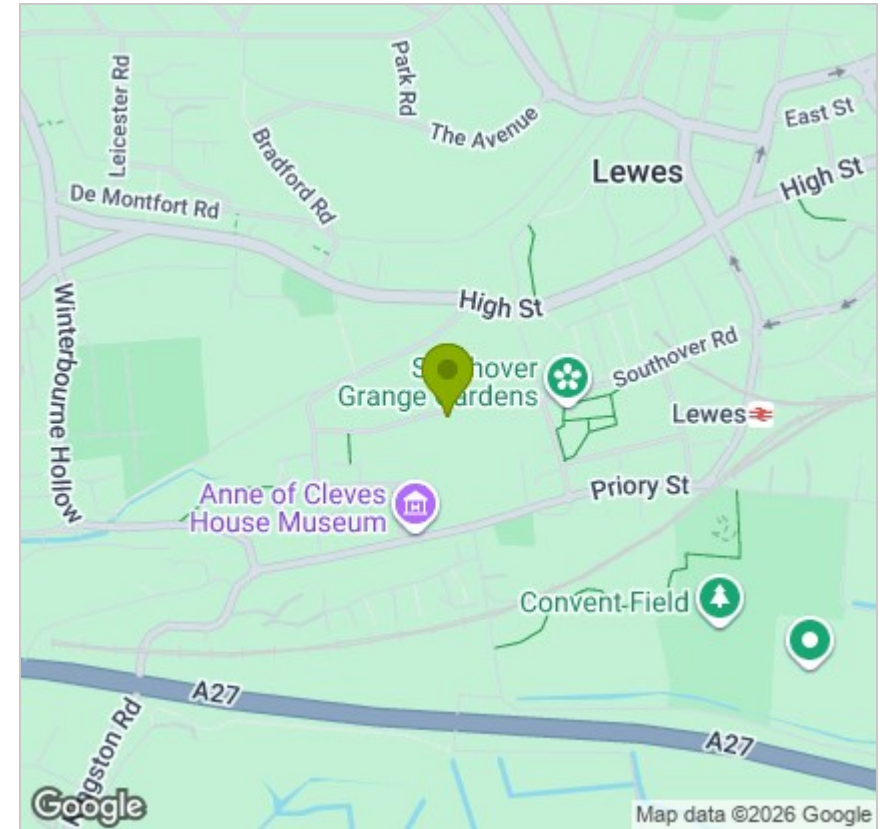 Leicester Rd
Park Rd
The Avenue
East St
Bradford Rd
Lewes
High St
De Montfort Rd
Winterbourne Hollow
High St
Grange
Southover Rd
Lewes
Anne of Cleves
House Museum
Priory St
Convent Field
A27
A27
Google
Map data ©2026 Google